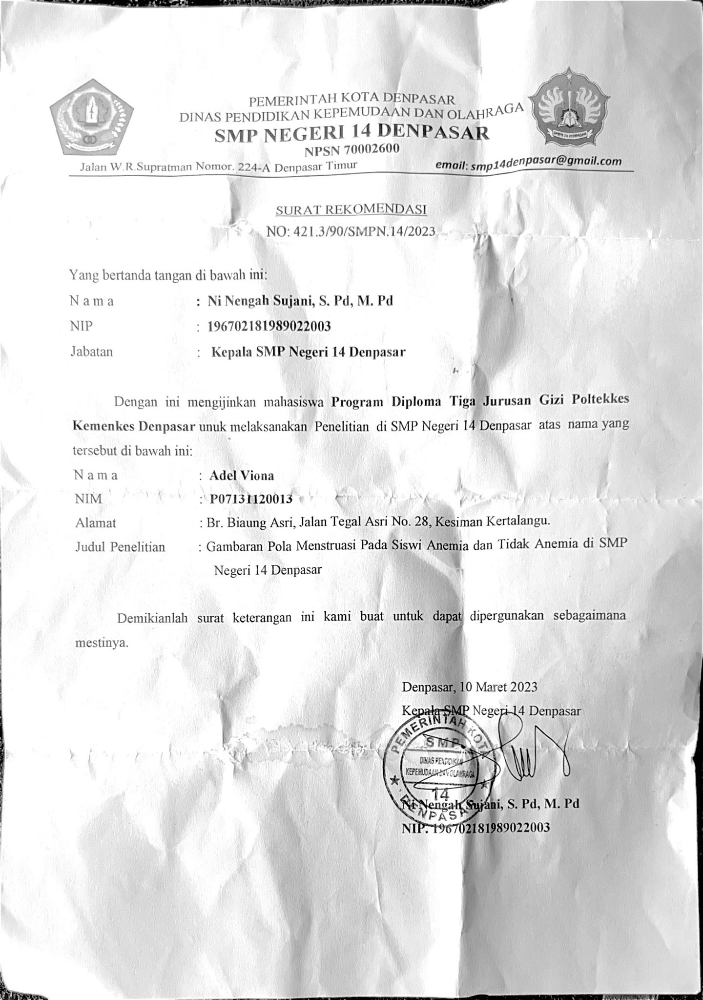 PEMERINTAH KOTA DENPASAR
DINAS PENDIDIKAN KEPEMUDAAN DAN OLAHRAGA
SMP NEGERI 14 DENPASAR
NPSN 70002600
Jalan W.R.Supratman Nomor. 224-A Denpasar Timur email: smp14denpasar@gmail.com
SMPN 14 DENPASAR
SURAT REKOMENDASI
NO: 421.3/90/SMPN.14/2023
Yang bertanda tangan di bawah ini:
N a m a : Ni Nengah Sujani, S. Pd, M. Pd
NIP : 196702181989022003
Jabatan : Kepala SMP Negeri 14 Denpasar
Dengan ini mengijinkan mahasiswa Program Diploma Tiga Jurusan Gizi Poltekkes
Kemenkes Denpasar unuk melaksanakan Penelitian di SMP Negeri 14 Denpasar atas nama yang
tersebut di bawah ini:
N a m a : Adel Viona
NIM : P07131120013
Alamat : Br. Biaung Asri, Jalan Tegal Asri No. 28, Kesiman Kertalangu.
Judul Penelitian : Gambaran Pola Menstruasi Pada Siswi Anemia dan Tidak Anemia di SMP
Negeri 14 Denpasar
Demikianlah surat keterangan ini kami buat untuk dapat dipergunakan sebagaimana
mestinya.
Denpasar, 10 Maret 2023
Kepala SMP Negeri 14 Denpasar
PEMERINTAH KOTA
SMP
DINAS PENDIDIKAN
KEPEMUDAAN DAN OLAHRAGA
14
DENPASAR
Ni Nengah Sujani, S. Pd, M. Pd
NIP. 196702181989022003